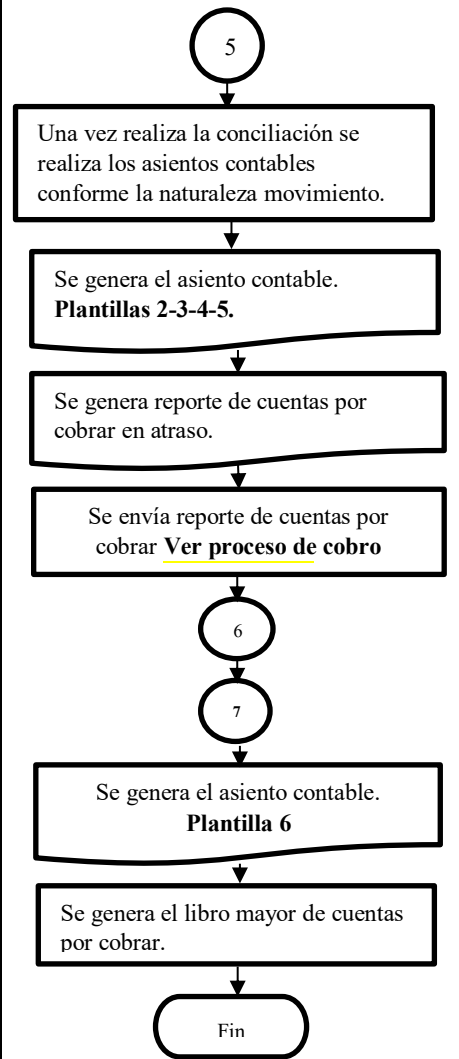 5
Una vez realiza la conciliación se
realiza los asientos contables
conforme la naturaleza movimiento.
Se genera el asiento contable.
Plantillas 2-3-4-5.
Se genera reporte de cuentas por
cobrar en atraso.
Se envía reporte de cuentas por
cobrar Ver proceso de cobro
6
7
Se genera el asiento contable.
Plantilla 6
Se genera el libro mayor de cuentas
por cobrar.
Fin